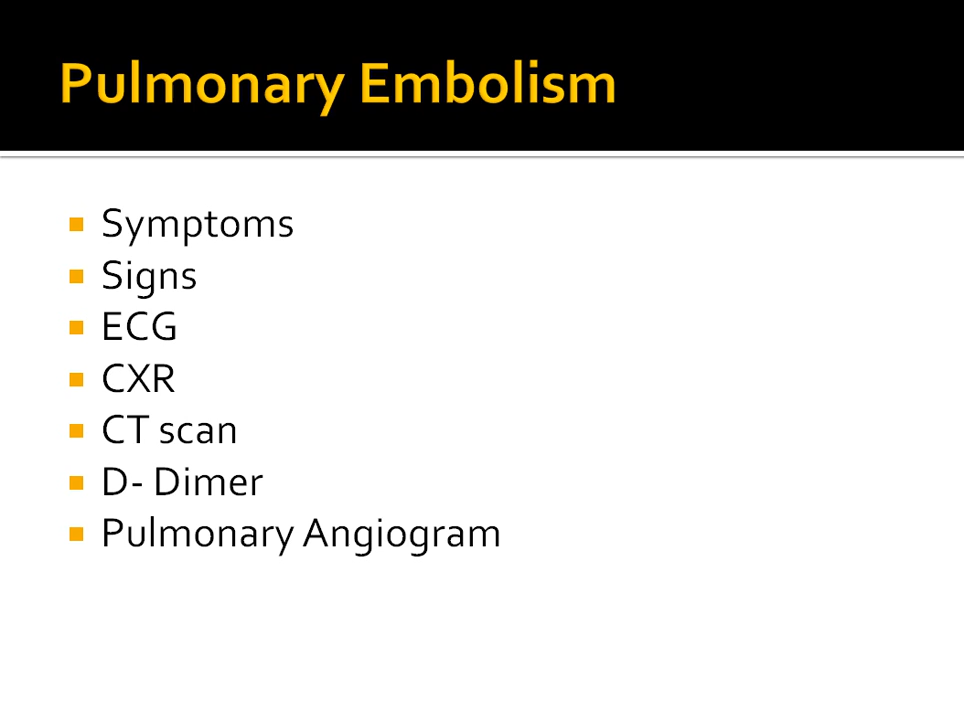 Pulmonary Embolism
Symptoms
Signs
ECG
CXR
CT scan
D- Dimer
Pulmonary Angiogram